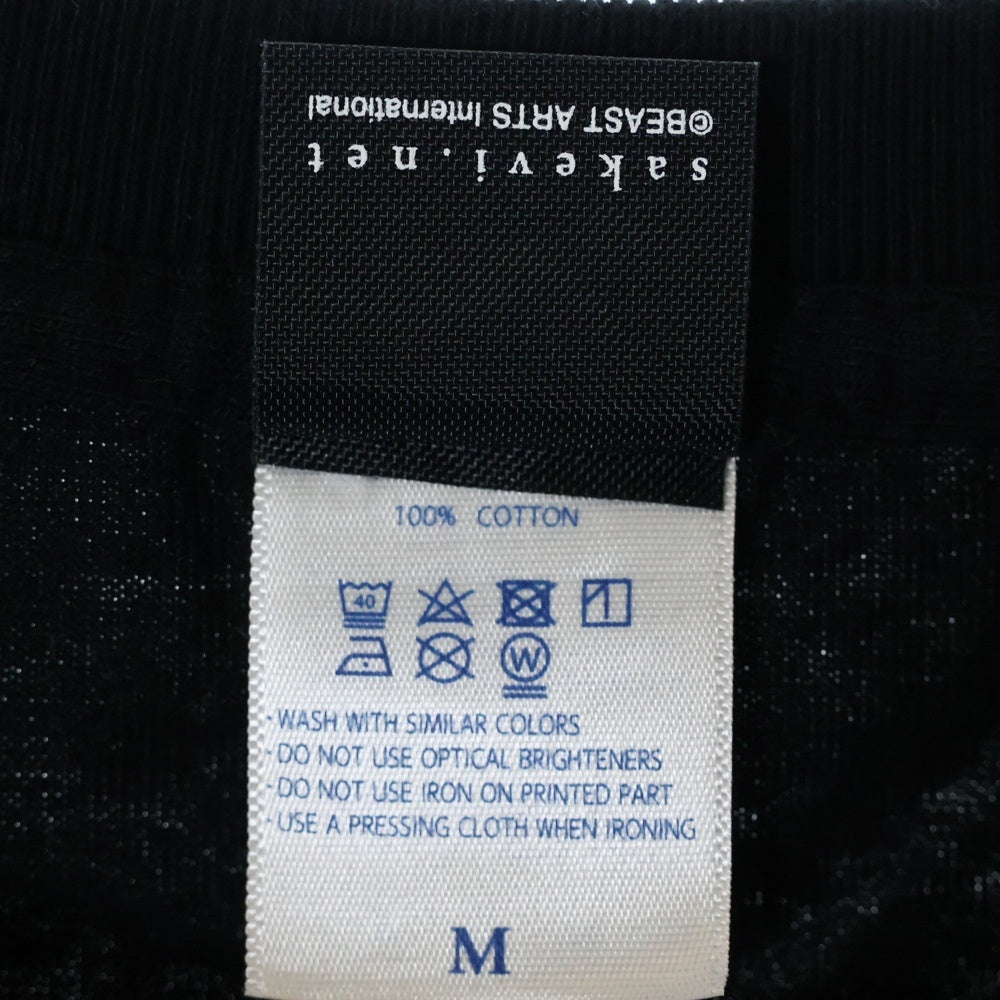 ©BEAST ARTS International
sakevi.net
100% COTTON
40
W
· WASH WITH SIMILAR COLORS
· DO NOT USE OPTICAL BRIGHTENERS
· DO NOT USE IRON ON PRINTED PART
· USE A PRESSING CLOTH WHEN IRONING
M